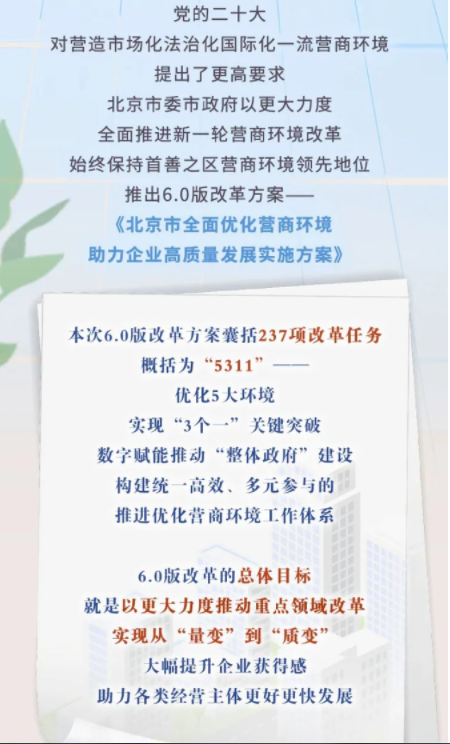 党的二十大
对营造市场化法治化国际化一流营商环境
提出了更高要求
北京市委市政府以更大力度
全面推进新一轮营商环境改革
始终保持首善之区营商环境领先地位
推出6.0版改革方案——
《北京市全面优化营商环境
助力企业高质量发展实施方案》
本次6.0版改革方案囊括237项改革任务
概括为“5311”——
优化5大环境
实现“3个一”关键突破
数字赋能推动“整体政府”建设
构建统一高效、多元参与的
推进优化营商环境工作体系
6.0版改革的总体目标
就是以更大力度推动重点领域改革
实现从“量变”到“质变”
大幅提升企业获得感
助力各类经营主体更好更快发展